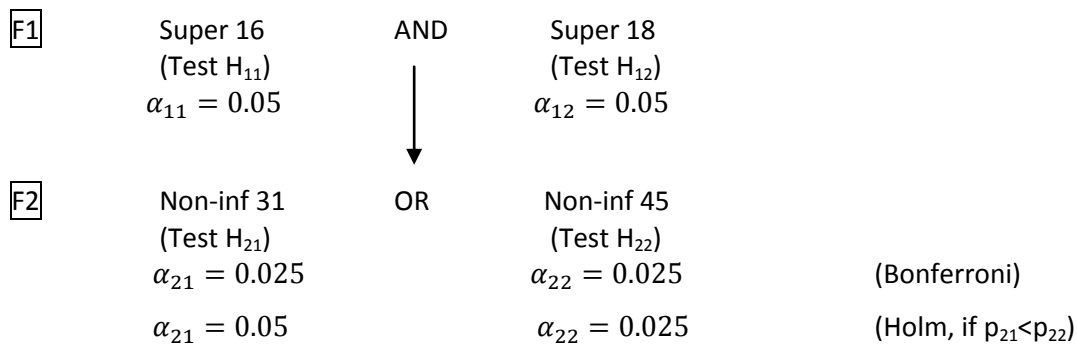 F1 Super 16 AND Super 18
(Test H₁₁) (Test H₁₂)
α₁₁ = 0.05 α₁₂ = 0.05
F2 Non-inf 31 OR Non-inf 45
(Test H₂₁) (Test H₂₂)
α₂₁ = 0.025 α₂₂ = 0.025 (Bonferroni)
α₂₁ = 0.05 α₂₂ = 0.025 (Holm, if p₂₁<p₂₂)